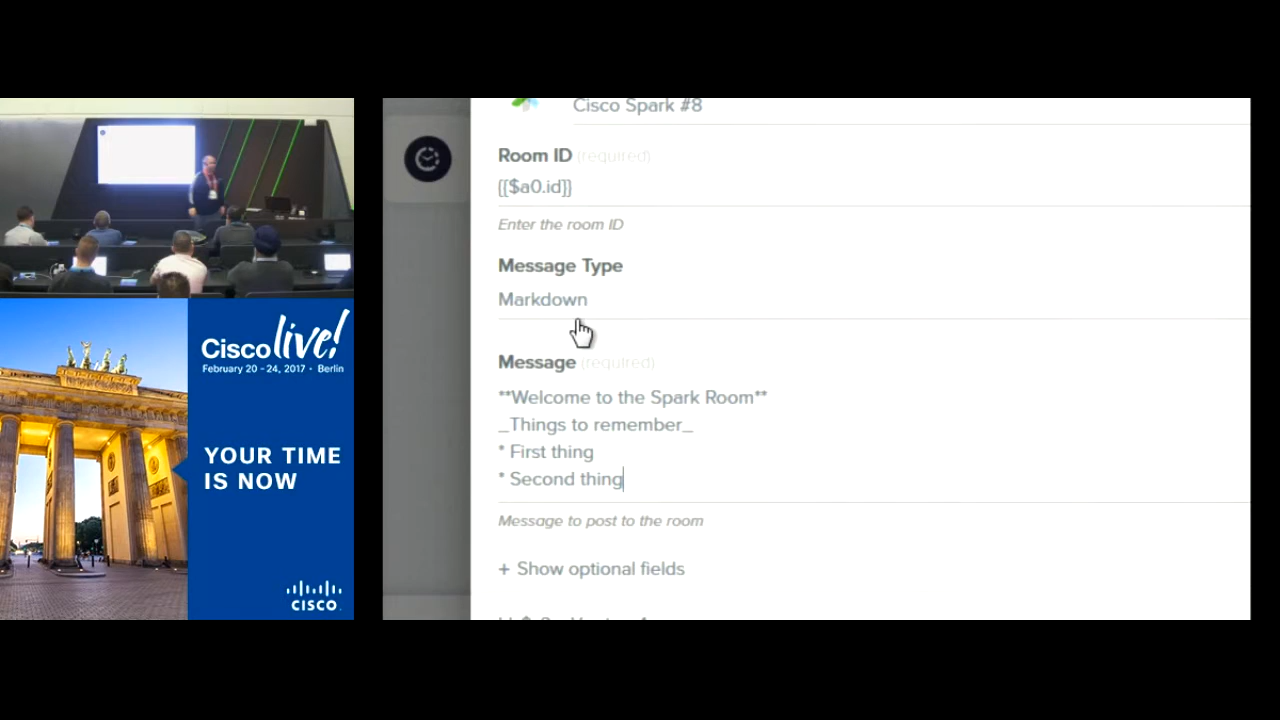 Cisco live!
February 20-24, 2017 • Berlin
YOUR TIME
IS NOW
CISCO
Cisco Spark #8
Room ID (required)
{{$a0.id}}
Enter the room ID
Message Type
Markdown
Message (required)
**Welcome to the Spark Room**
_Things to remember_
* First thing
* Second thing
Message to post to the room
+ Show optional fields